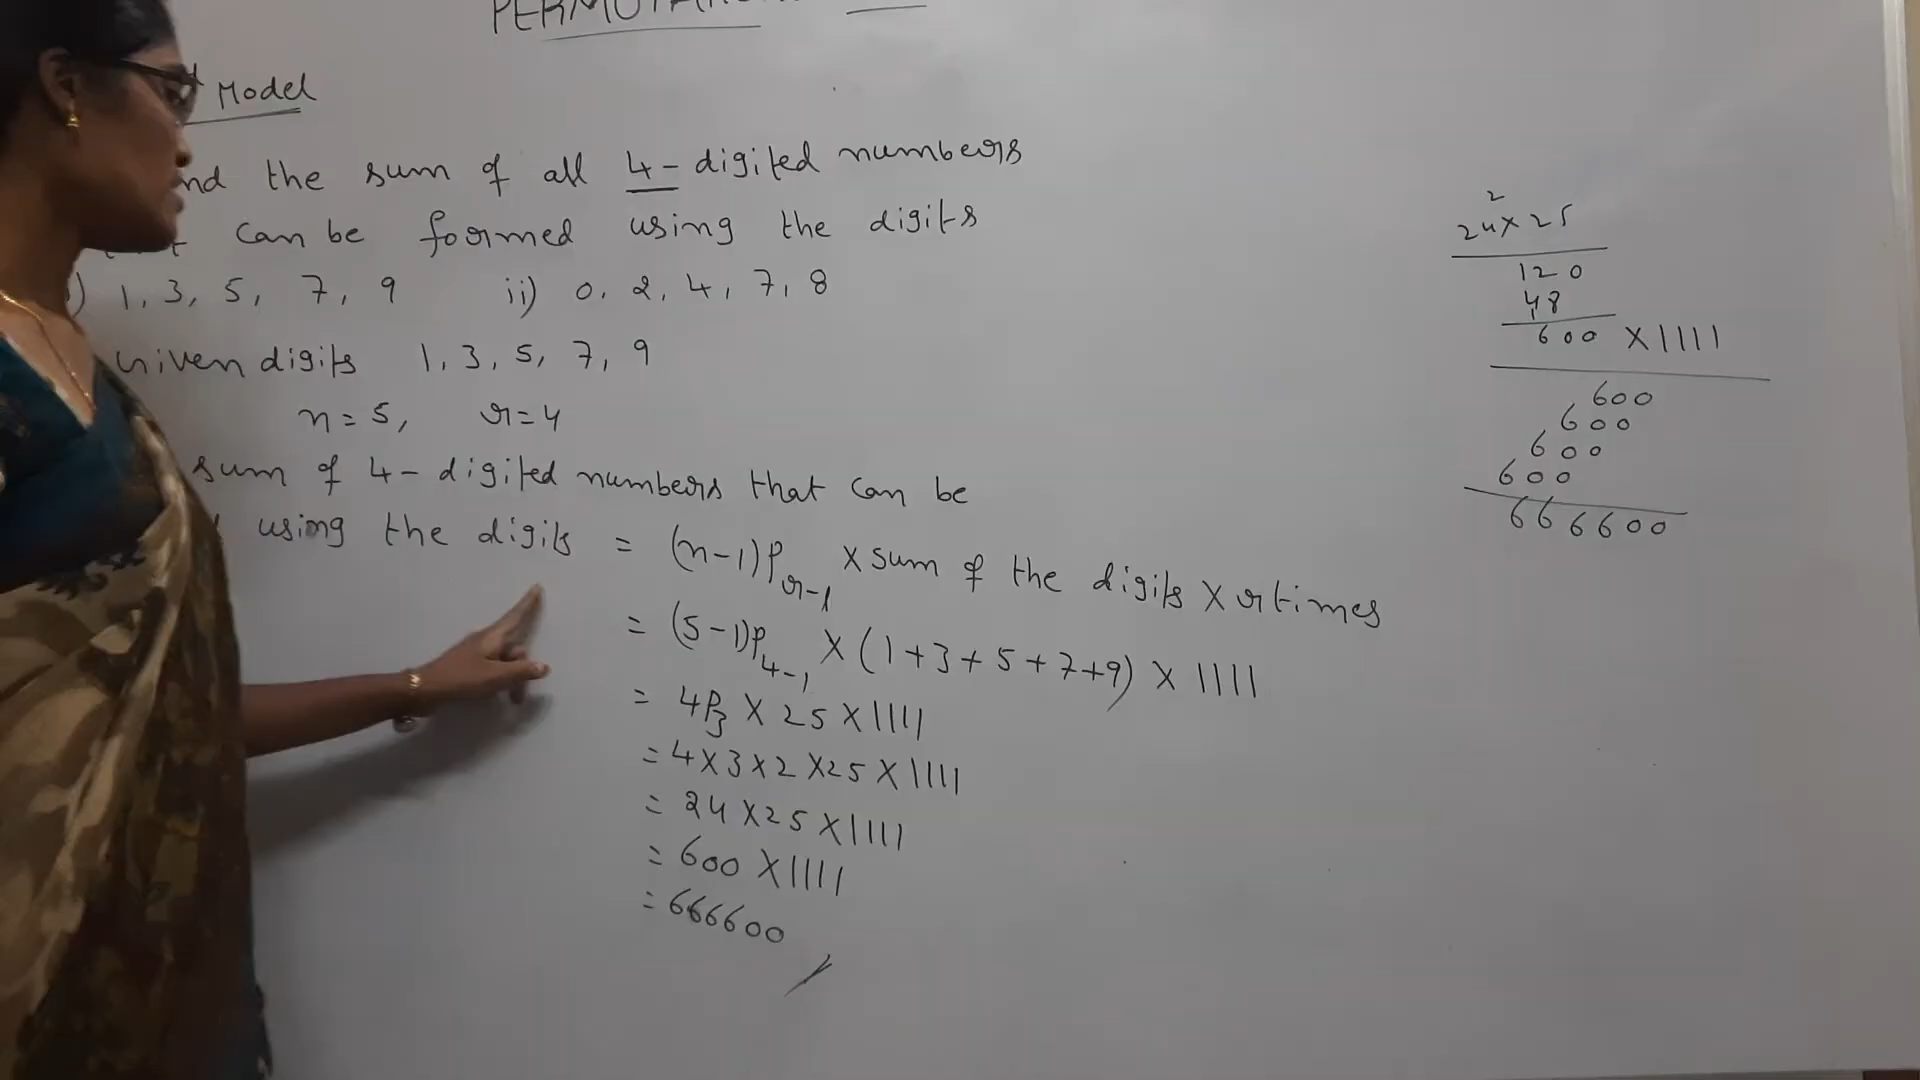 Model
the sum of all 4- digited numbers
can be formed using the digits
) 1, 3, 5, 7, 9 ii) 0, 2, 4, 7, 8
Given digits 1, 3, 5, 7, 9
n = 5, r = 4
sum of 4 - digited numbers that can be
using the digits = (n-1)P r-1 X sum of the digits X r times
= (5-1)P 4-1 X (1+3+5+7+9) X 1111
= 4P3 X 25 X 1111
= 4X3X2X25X1111
= 24X25X1111
= 600 X1111
= 666600
2
24X25
120
48
600 X1111
600
600
600
600
666600